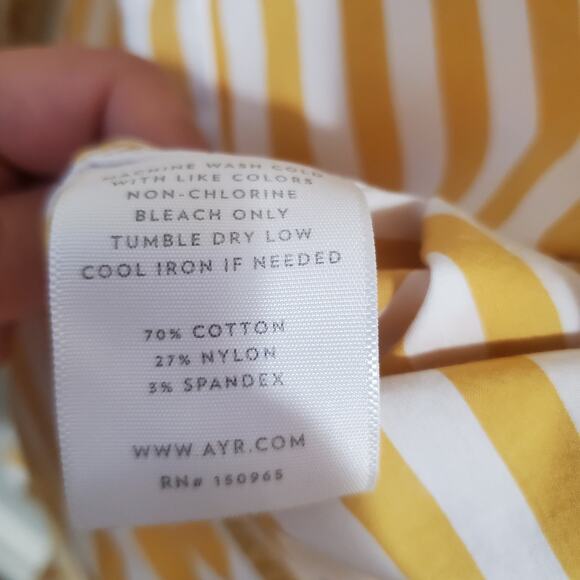 MACHINE WASH COLD
WITH LIKE COLORS
NON-CHLORINE
BLEACH ONLY
TUMBLE DRY LOW
COOL IRON IF NEEDED
70% COTTON
27% NYLON
3% SPANDEX
WWW.AYR.COM
RN# 150965